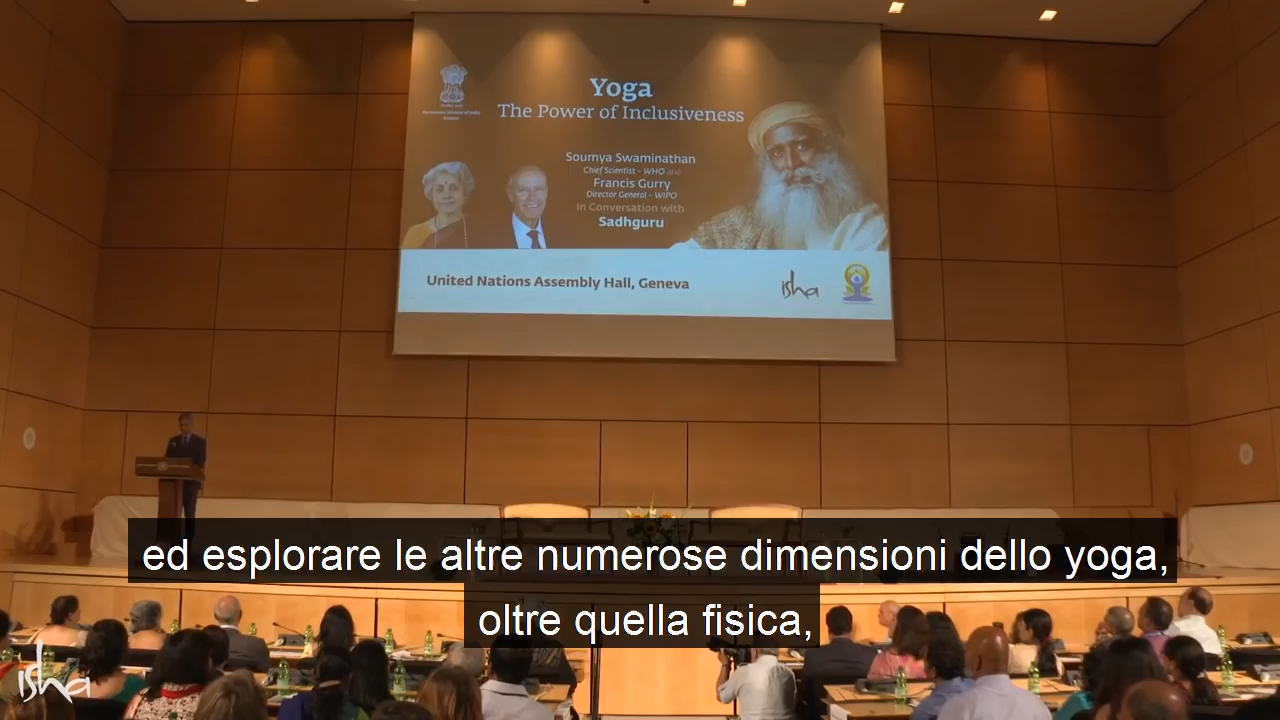 Yoga
The Power of Inclusiveness
Soumya Swaminathan
Chief Scientist - WHO and
Francis Gurry
Director General - WIPO
In Conversation with
Sadhguru
United Nations Assembly Hall, Geneva
isha
ed esplorare le altre numerose dimensioni dello yoga,
oltre quella fisica,
isha